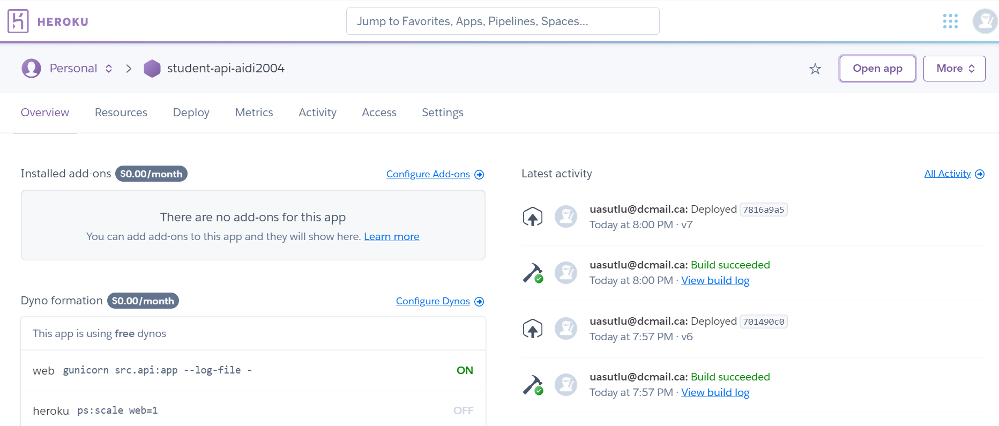 HEROKU
Jump to Favorites, Apps, Pipelines, Spaces...
Personal
student-api-aidi2004
Open app
More
Overview Resources Deploy Metrics Activity Access Settings
Installed add-ons $0.00/month
Configure Add-ons
There are no add-ons for this app
You can add add-ons to this app and they will show here. Learn more
Dyno formation $0.00/month
Configure Dynos
This app is using free dynos
web gunicorn src.api:app --log-file - ON
heroku ps:scale web=1 OFF
Latest activity
All Activity
uasutlu@dcmail.ca: Deployed 7816a9a5
Today at 8:00 PM · v7
uasutlu@dcmail.ca: Build succeeded
Today at 8:00 PM · View build log
uasutlu@dcmail.ca: Deployed 701490c0
Today at 7:57 PM · v6
uasutlu@dcmail.ca: Build succeeded
Today at 7:57 PM · View build log